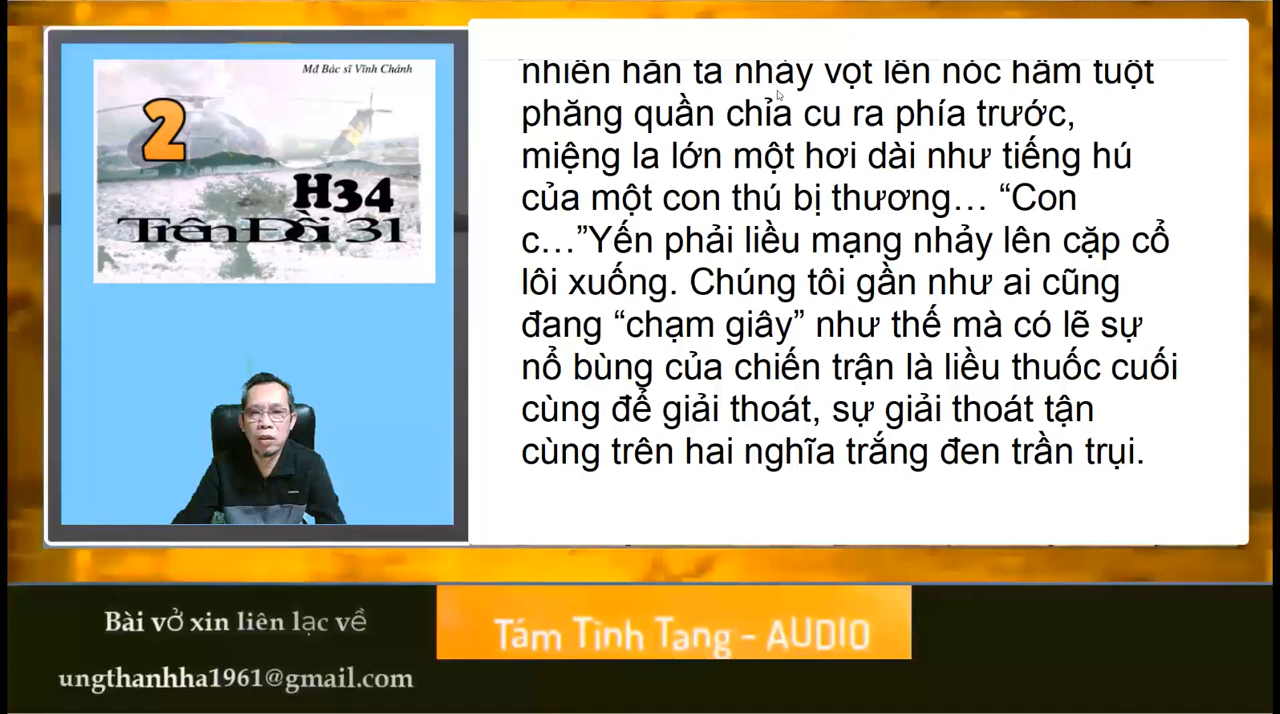 Mđ Bác sĩ Vĩnh Chánh
2
H34
Trên Đồi 31
nhiên hắn ta nhảy vọt lên nóc hầm tuột
phăng quần chỉa cu ra phía trước,
miệng la lớn một hơi dài như tiếng hú
của một con thú bị thương… “Con
c…”Yến phải liều mạng nhảy lên cặp cổ
lôi xuống. Chúng tôi gần như ai cũng
đang “chạm giây” như thế mà có lẽ sự
nổ bùng của chiến trận là liều thuốc cuối
cùng để giải thoát, sự giải thoát tận
cùng trên hai nghĩa trắng đen trần trụi.
Bài vở xin liên lạc về
ungthanhha1961@gmail.com
Tám Tình Tang - AUDIO